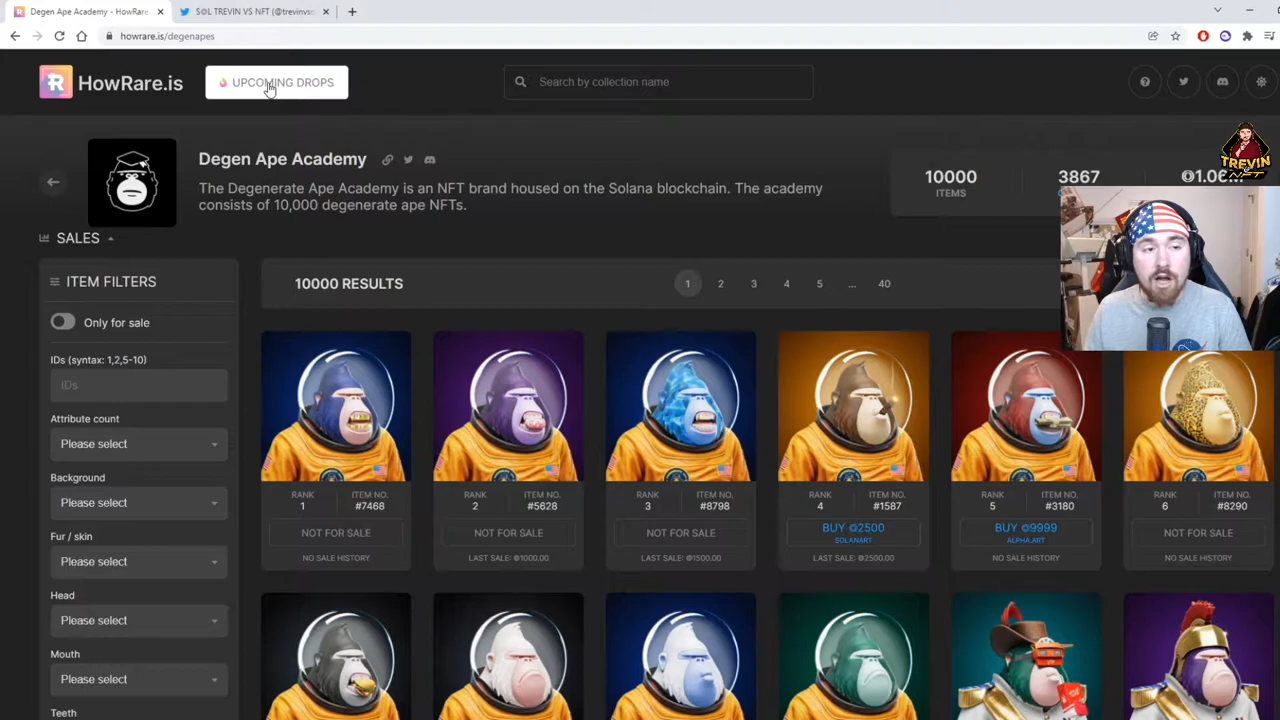 Degen Ape Academy - HowRare
S◎L TREVIN VS NFT (@trevinvs
howrare.is/degenapes
HowRare.is
UPCOMING DROPS
Search by collection name
TREVIN
NFT
Degen Ape Academy
The Degenerate Ape Academy is an NFT brand housed on the Solana blockchain. The academy
consists of 10,000 degenerate ape NFTs.
10000
ITEMS
3867
SALES
ITEM FILTERS
10000 RESULTS
1 2 3 4 5 ... 40
Only for sale
IDs (syntax: 1,2,5-10)
IDs
Attribute count
Please select
Background
Please select
Fur / skin
Please select
Head
Please select
Mouth
Please select
Teeth
RANK ITEM NO.
1 #7468
NOT FOR SALE
NO SALE HISTORY
RANK ITEM NO.
2 #5628
NOT FOR SALE
LAST SALE: ◎1000.00
RANK ITEM NO.
3 #8798
NOT FOR SALE
LAST SALE: ◎1500.00
RANK ITEM NO.
4 #1587
BUY ◎2500
SOLANART
LAST SALE: ◎2500.00
RANK ITEM NO.
5 #3180
BUY ◎9999
ALPHA.ART
NO SALE HISTORY
RANK ITEM NO.
6 #8290
NOT FOR SALE
NO SALE HISTORY